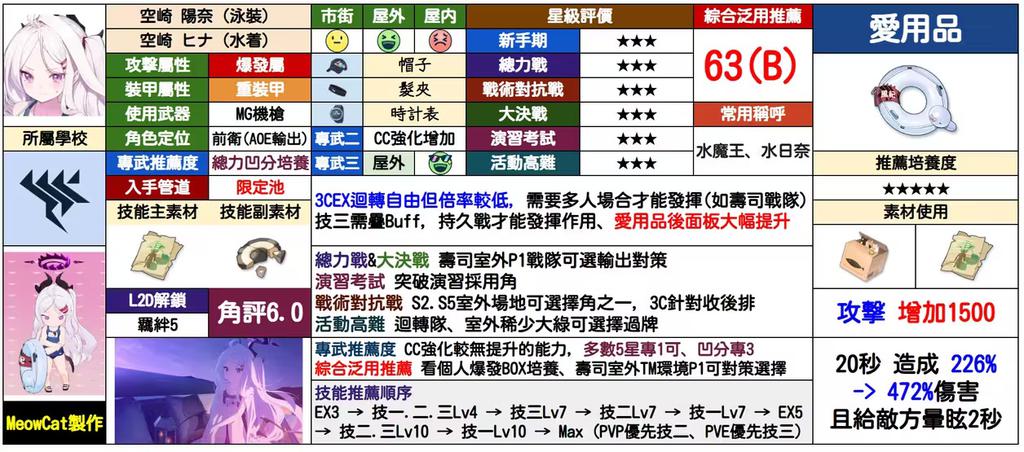 空崎 陽奈（泳裝）
空崎 ヒナ（水着）
攻擊屬性 爆發屬
裝甲屬性 重裝甲
使用武器 MG機槍
所屬學校
角色定位 前衛(AOE輸出)
專武推薦度 總力凹分培養
入手管道 限定池
技能主素材 技能副素材
L2D解鎖
羈絆5
角評6.0
MeowCat製作
市街 屋外 屋内
帽子
髮夾
時計表
專武二 CC強化增加
專武三 屋外
星級評價
新手期 ★★★
總力戰 ★★★
戰術對抗戰 ★★★
大決戰 ★★★
演習考試 ★★★
活動高難 ★★★
綜合泛用推薦
63(B)
常用稱呼
水魔王、水日奈
3CEX迴轉自由但倍率較低，需要多人場合才能發揮(如壽司戰隊)
技三需疊Buff，持久戰才能發揮作用、愛用品後面板大幅提升
總力戰&大決戰 壽司室外P1戰隊可選輸出對策
演習考試 突破演習採用角
戰術對抗戰 S2.S5室外場地可選擇角之一，3C針對收後排
活動高難 迴轉隊、室外稀少大綠可選擇過牌
專武推薦度 CC強化較無提升的能力，多數5星專1可、凹分專3
綜合泛用推薦 看個人爆發BOX培養、壽司室外TM環境P1可對策選擇
技能推薦順序
EX3 → 技一.二.三Lv4 → 技三Lv7 → 技二Lv7 → 技一Lv7 → EX5
→ 技二.三Lv10 → 技一Lv10 → Max（PVP優先技二、PVE優先技三）
愛用品
風紀
推薦培養度
★★★★★
素材使用
攻擊 增加1500
20秒 造成 226%
-> 472%傷害
且給敵方暈眩2秒